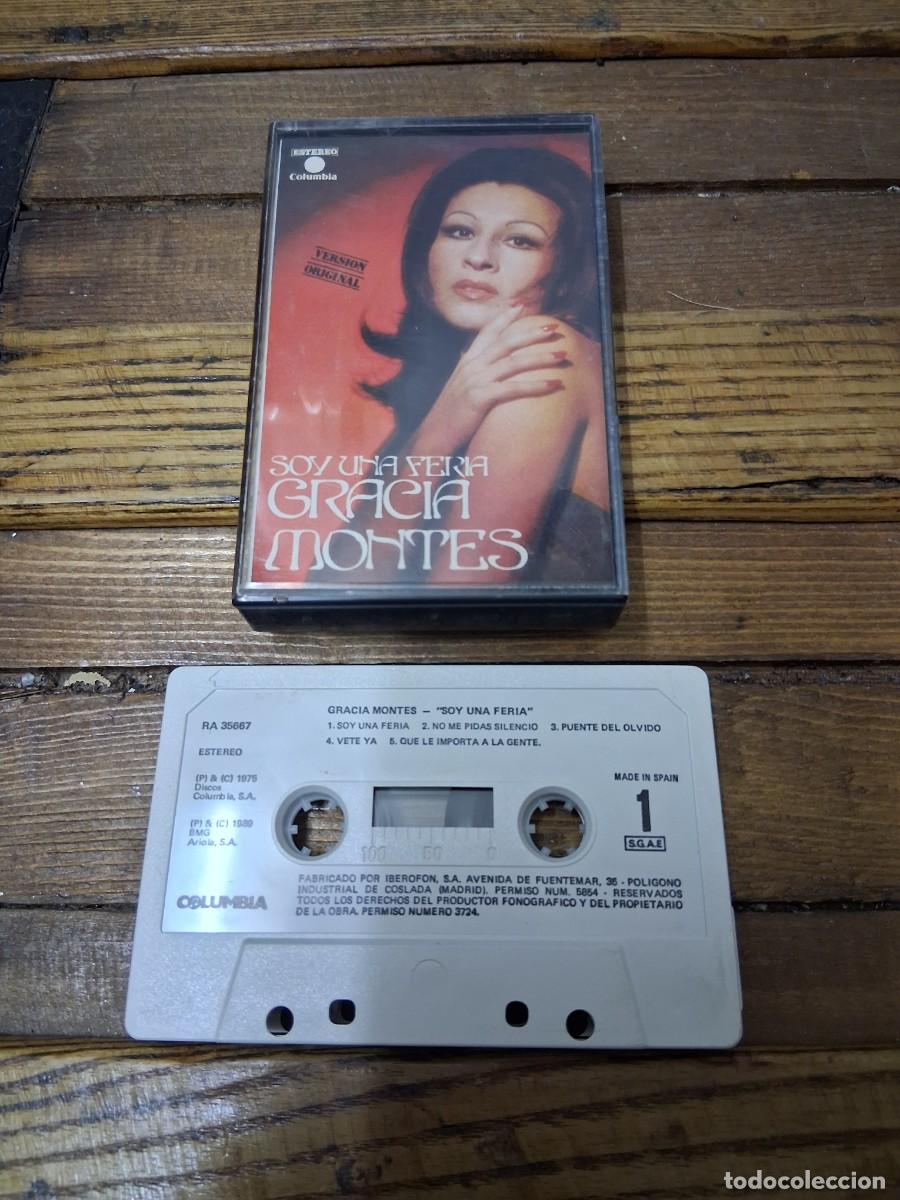 ESTEREO
Columbia
VERSION
ORIGINAL
SOY UNA FERIA
GRACIA
MONTES
GRACIA MONTES — "SOY UNA FERIA"
1. SOY UNA FERIA 2. NO ME PIDAS SILENCIO 3. PUENTE DEL OLVIDO
4. VETE YA 5. QUE LE IMPORTA A LA GENTE.
RA 35667
ESTEREO
(P) & (C) 1975
Discos
Columbia, S.A.
(P) & (C) 1989
BMG
Ariola, S.A.
MADE IN SPAIN
1
S.G.A.E
100 50 0
COLUMBIA
FABRICADO POR IBEROFON, S.A. AVENIDA DE FUENTEMAR, 35 - POLIGONO
INDUSTRIAL DE COSLADA (MADRID). PERMISO NUM. 5854 - RESERVADOS
TODOS LOS DERECHOS DEL PRODUCTOR FONOGRAFICO Y DEL PROPIETARIO
DE LA OBRA. PERMISO NUMERO 3724.
todocoleccion